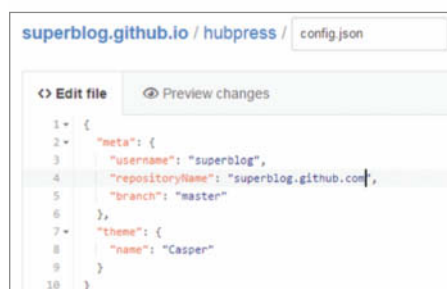 superblog.github.io / hubpress / config.json
<> Edit file Preview changes
1 {
2 "meta": {
3 "username": "superblog",
4 "repositoryName": "superblog.github.com",
5 "branch": "master"
6 },
7 "theme": {
8 "name": "Casper"
9 }
10 }